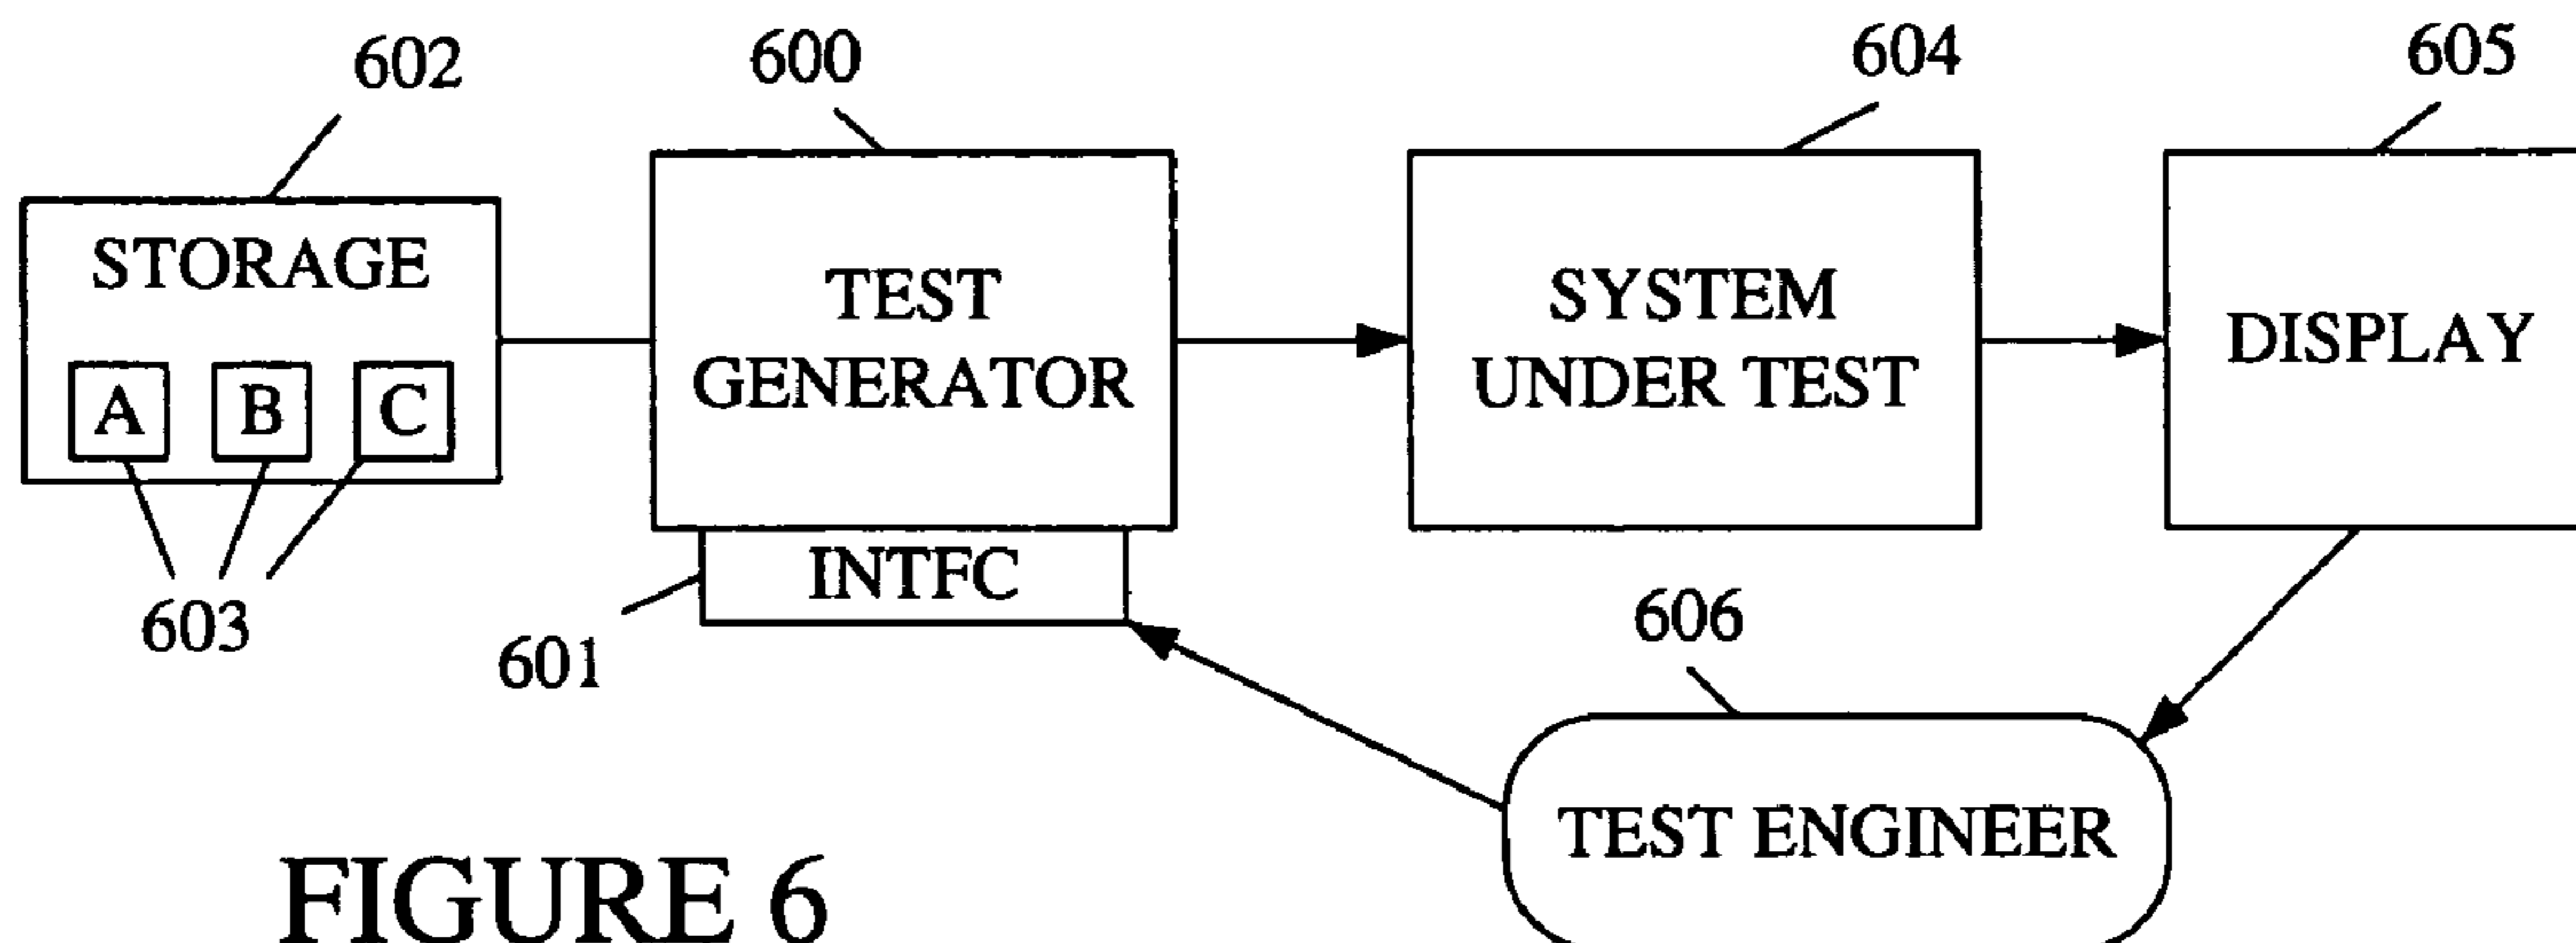 602
600
604
605
STORAGE
A B C
TEST
GENERATOR
SYSTEM
UNDER TEST
DISPLAY
INTFC
603
601
606
TEST ENGINEER
FIGURE 6